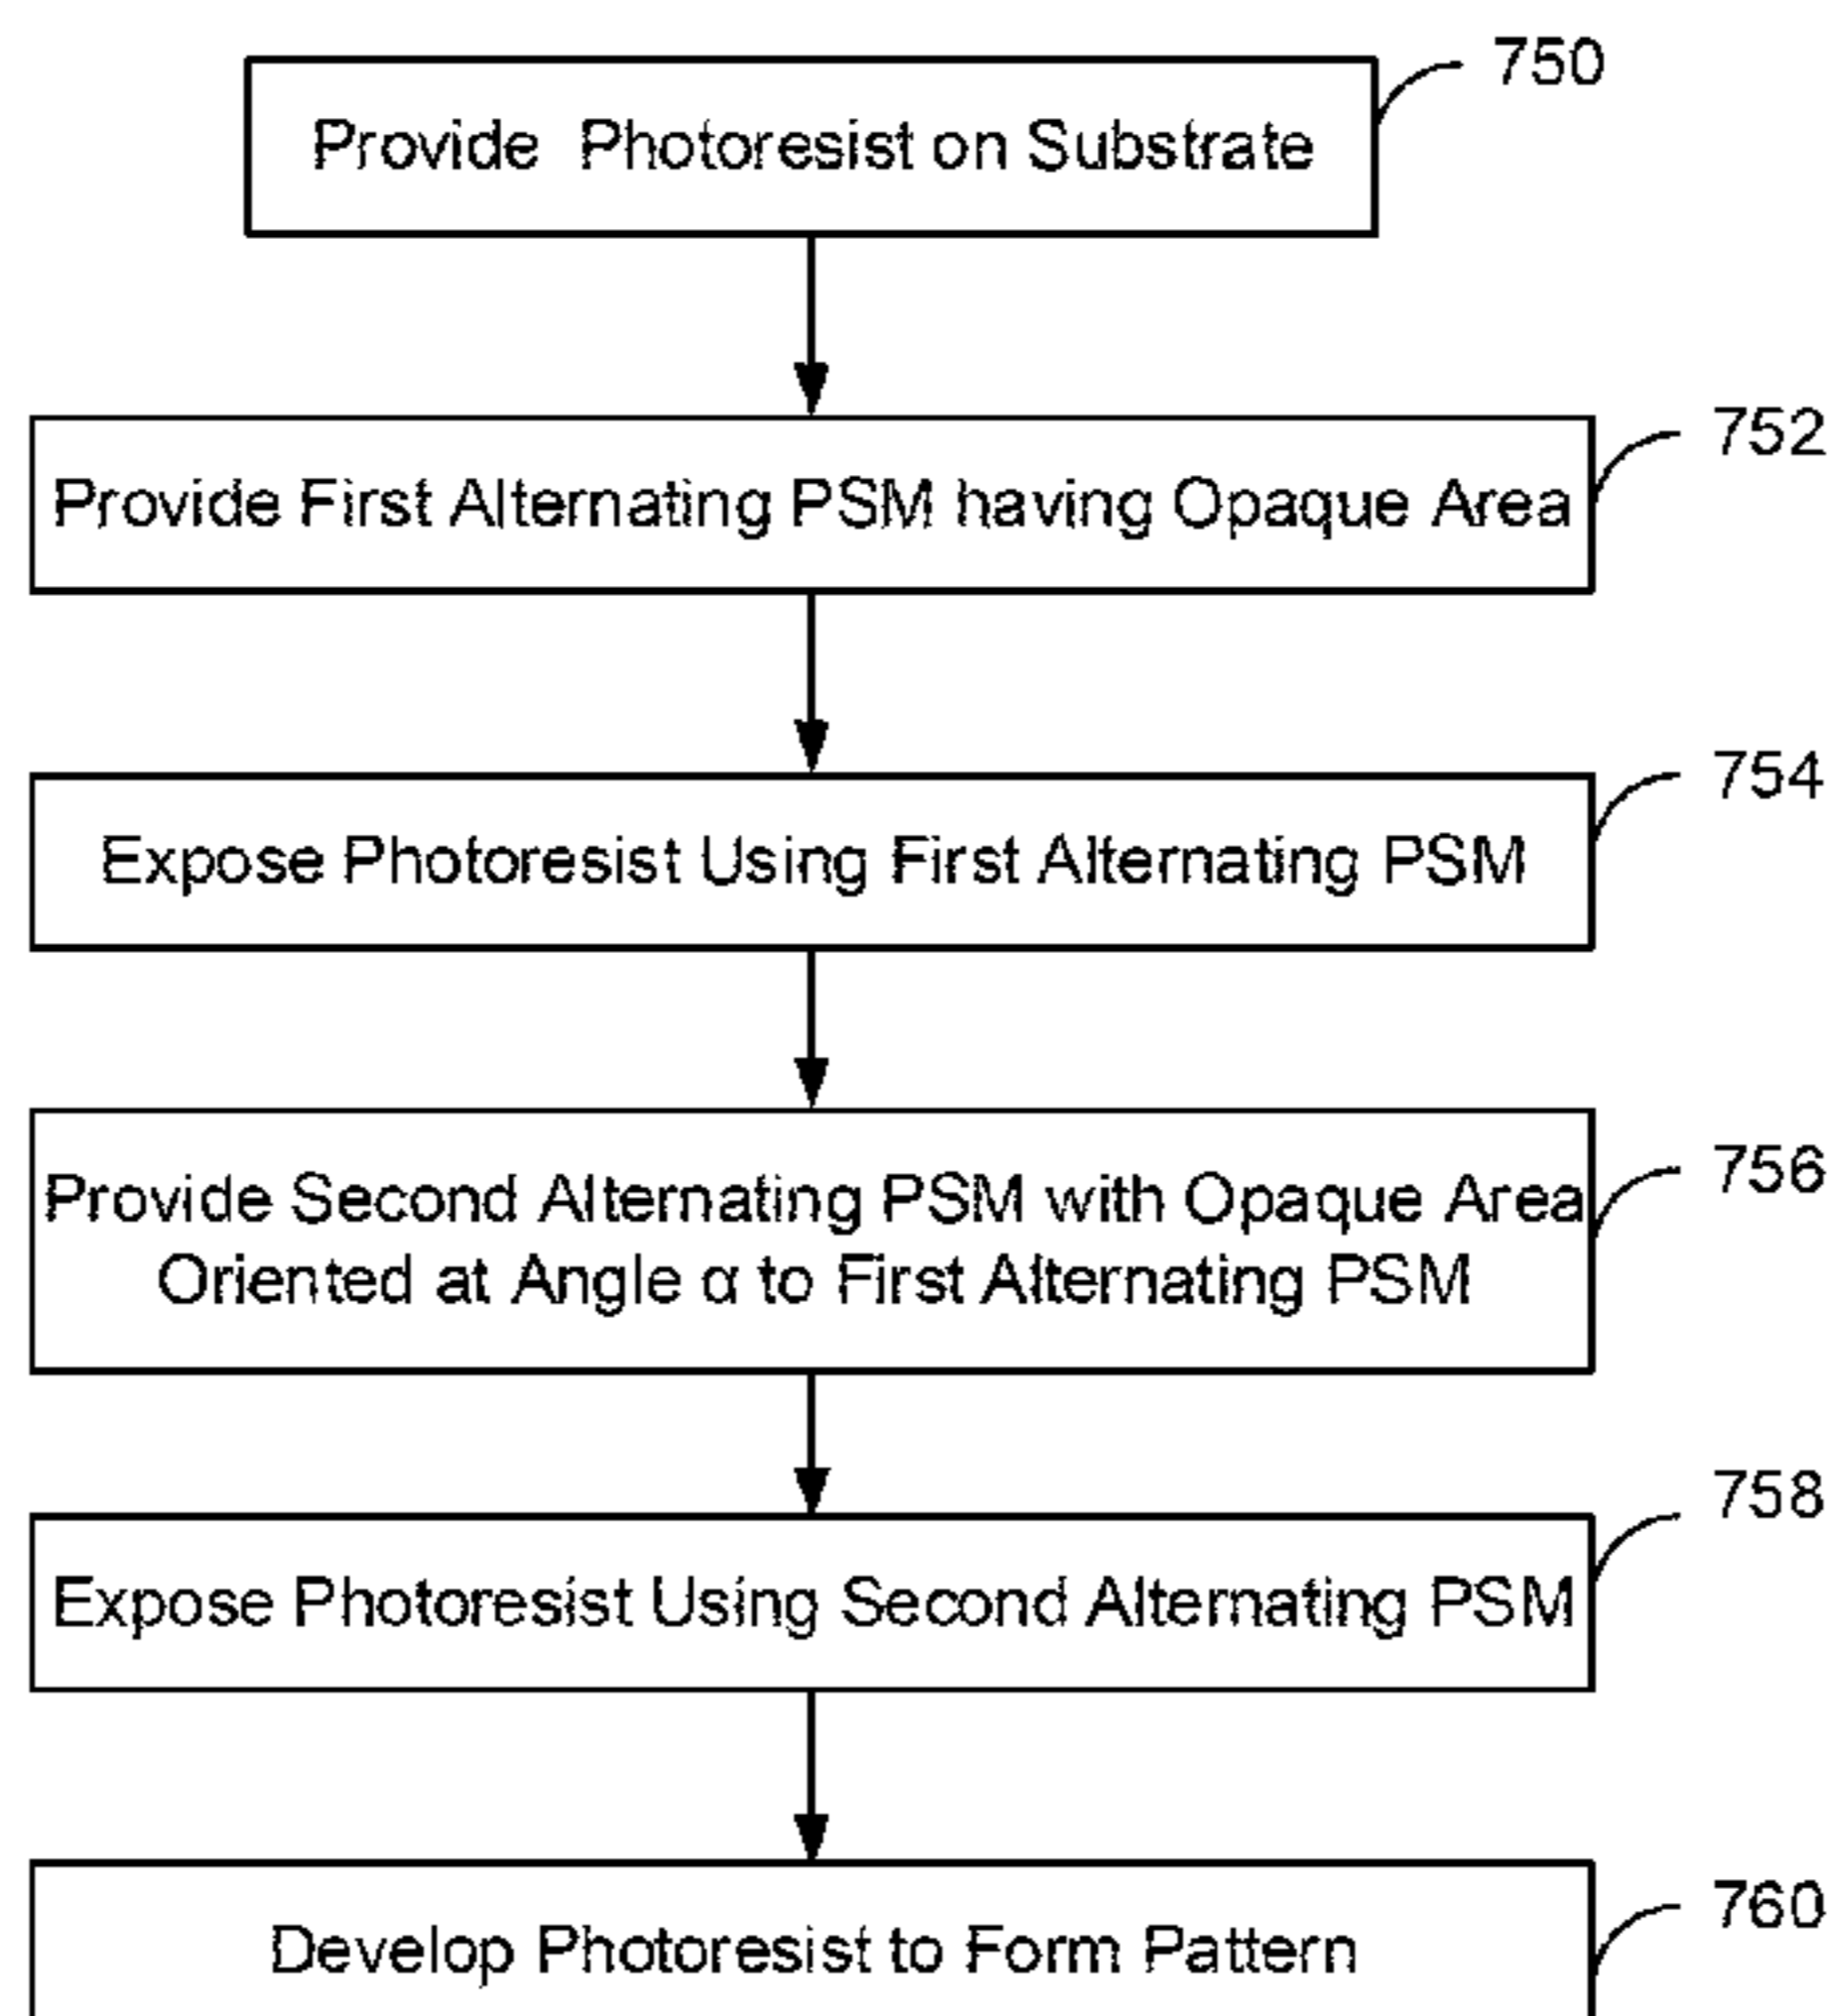 750
Provide Photoresist on Substrate
752
Provide First Alternating PSM having Opaque Area
754
Expose Photoresist Using First Alternating PSM
756
Provide Second Alternating PSM with Opaque Area
Oriented at Angle α to First Alternating PSM
758
Expose Photoresist Using Second Alternating PSM
760
Develop Photoresist to Form Pattern